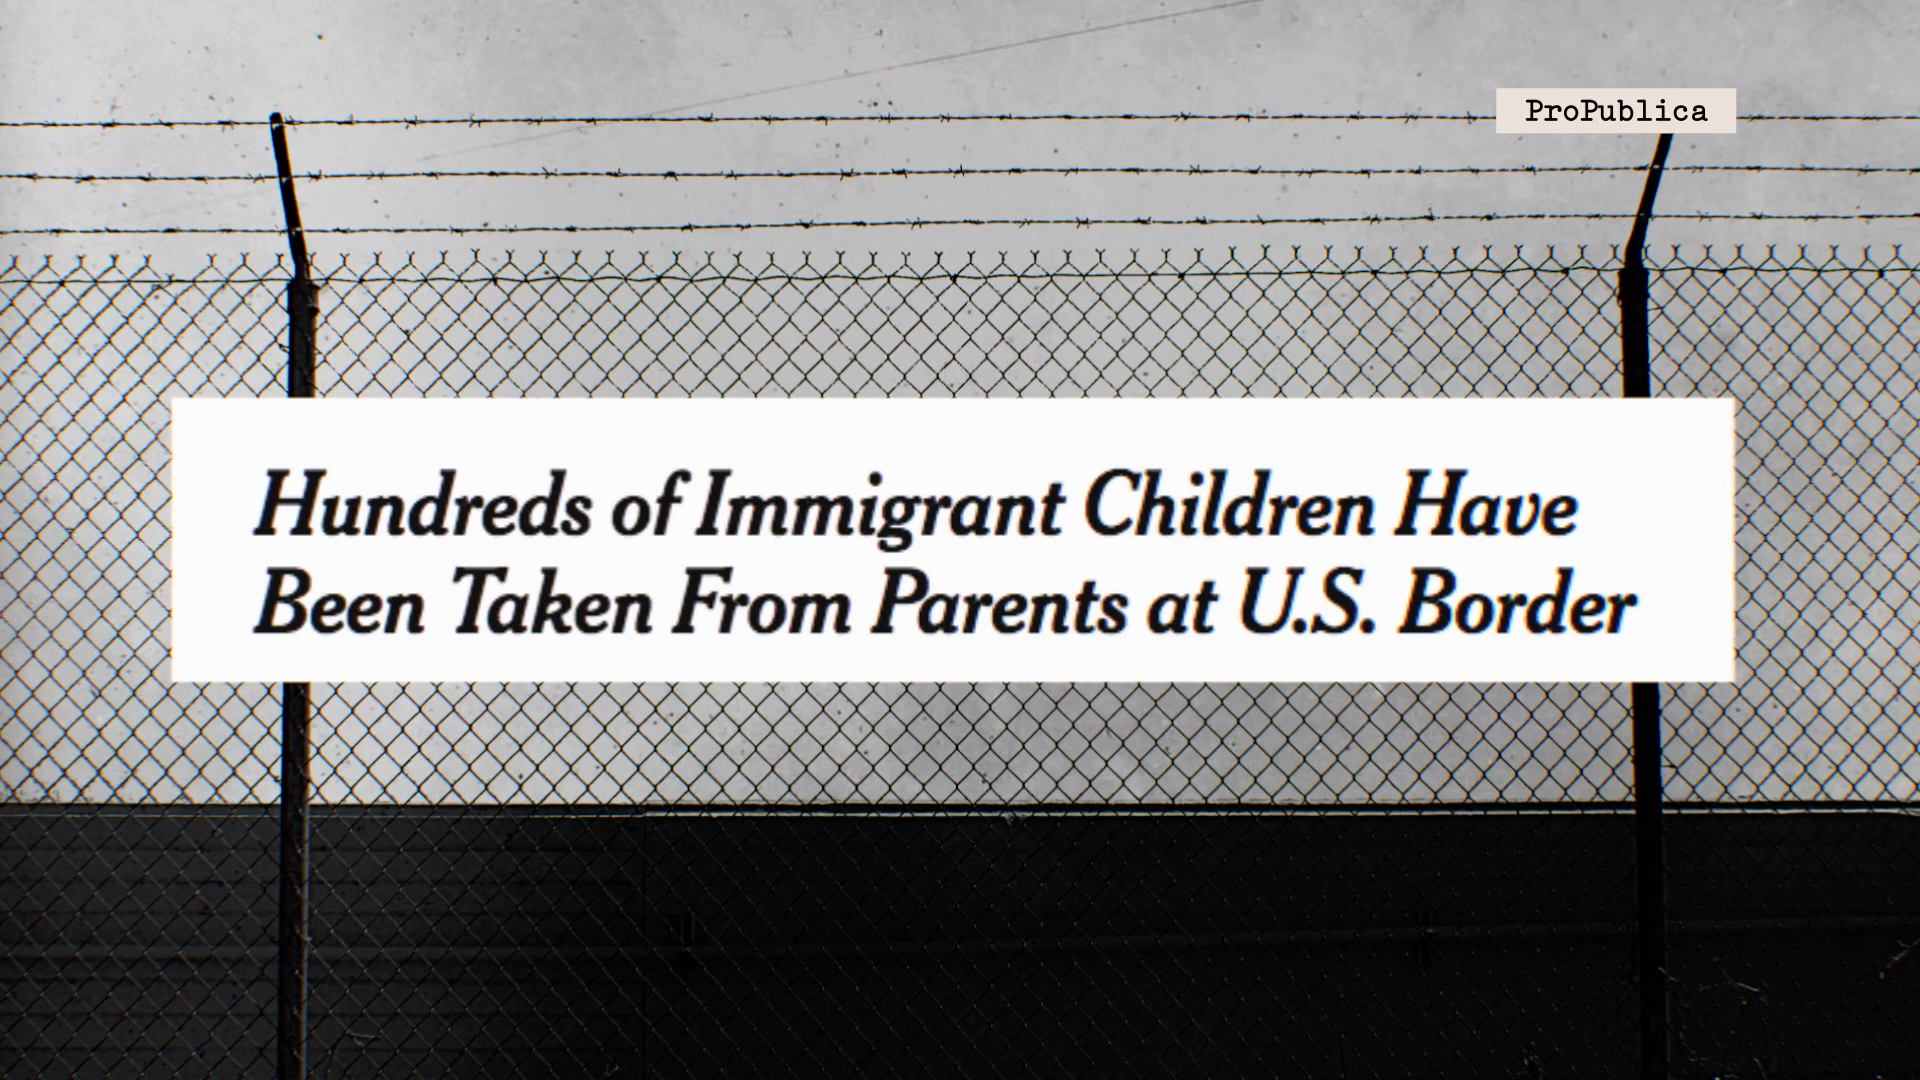 ProPublica
Hundreds of Immigrant Children Have
Been Taken From Parents at U.S. Border